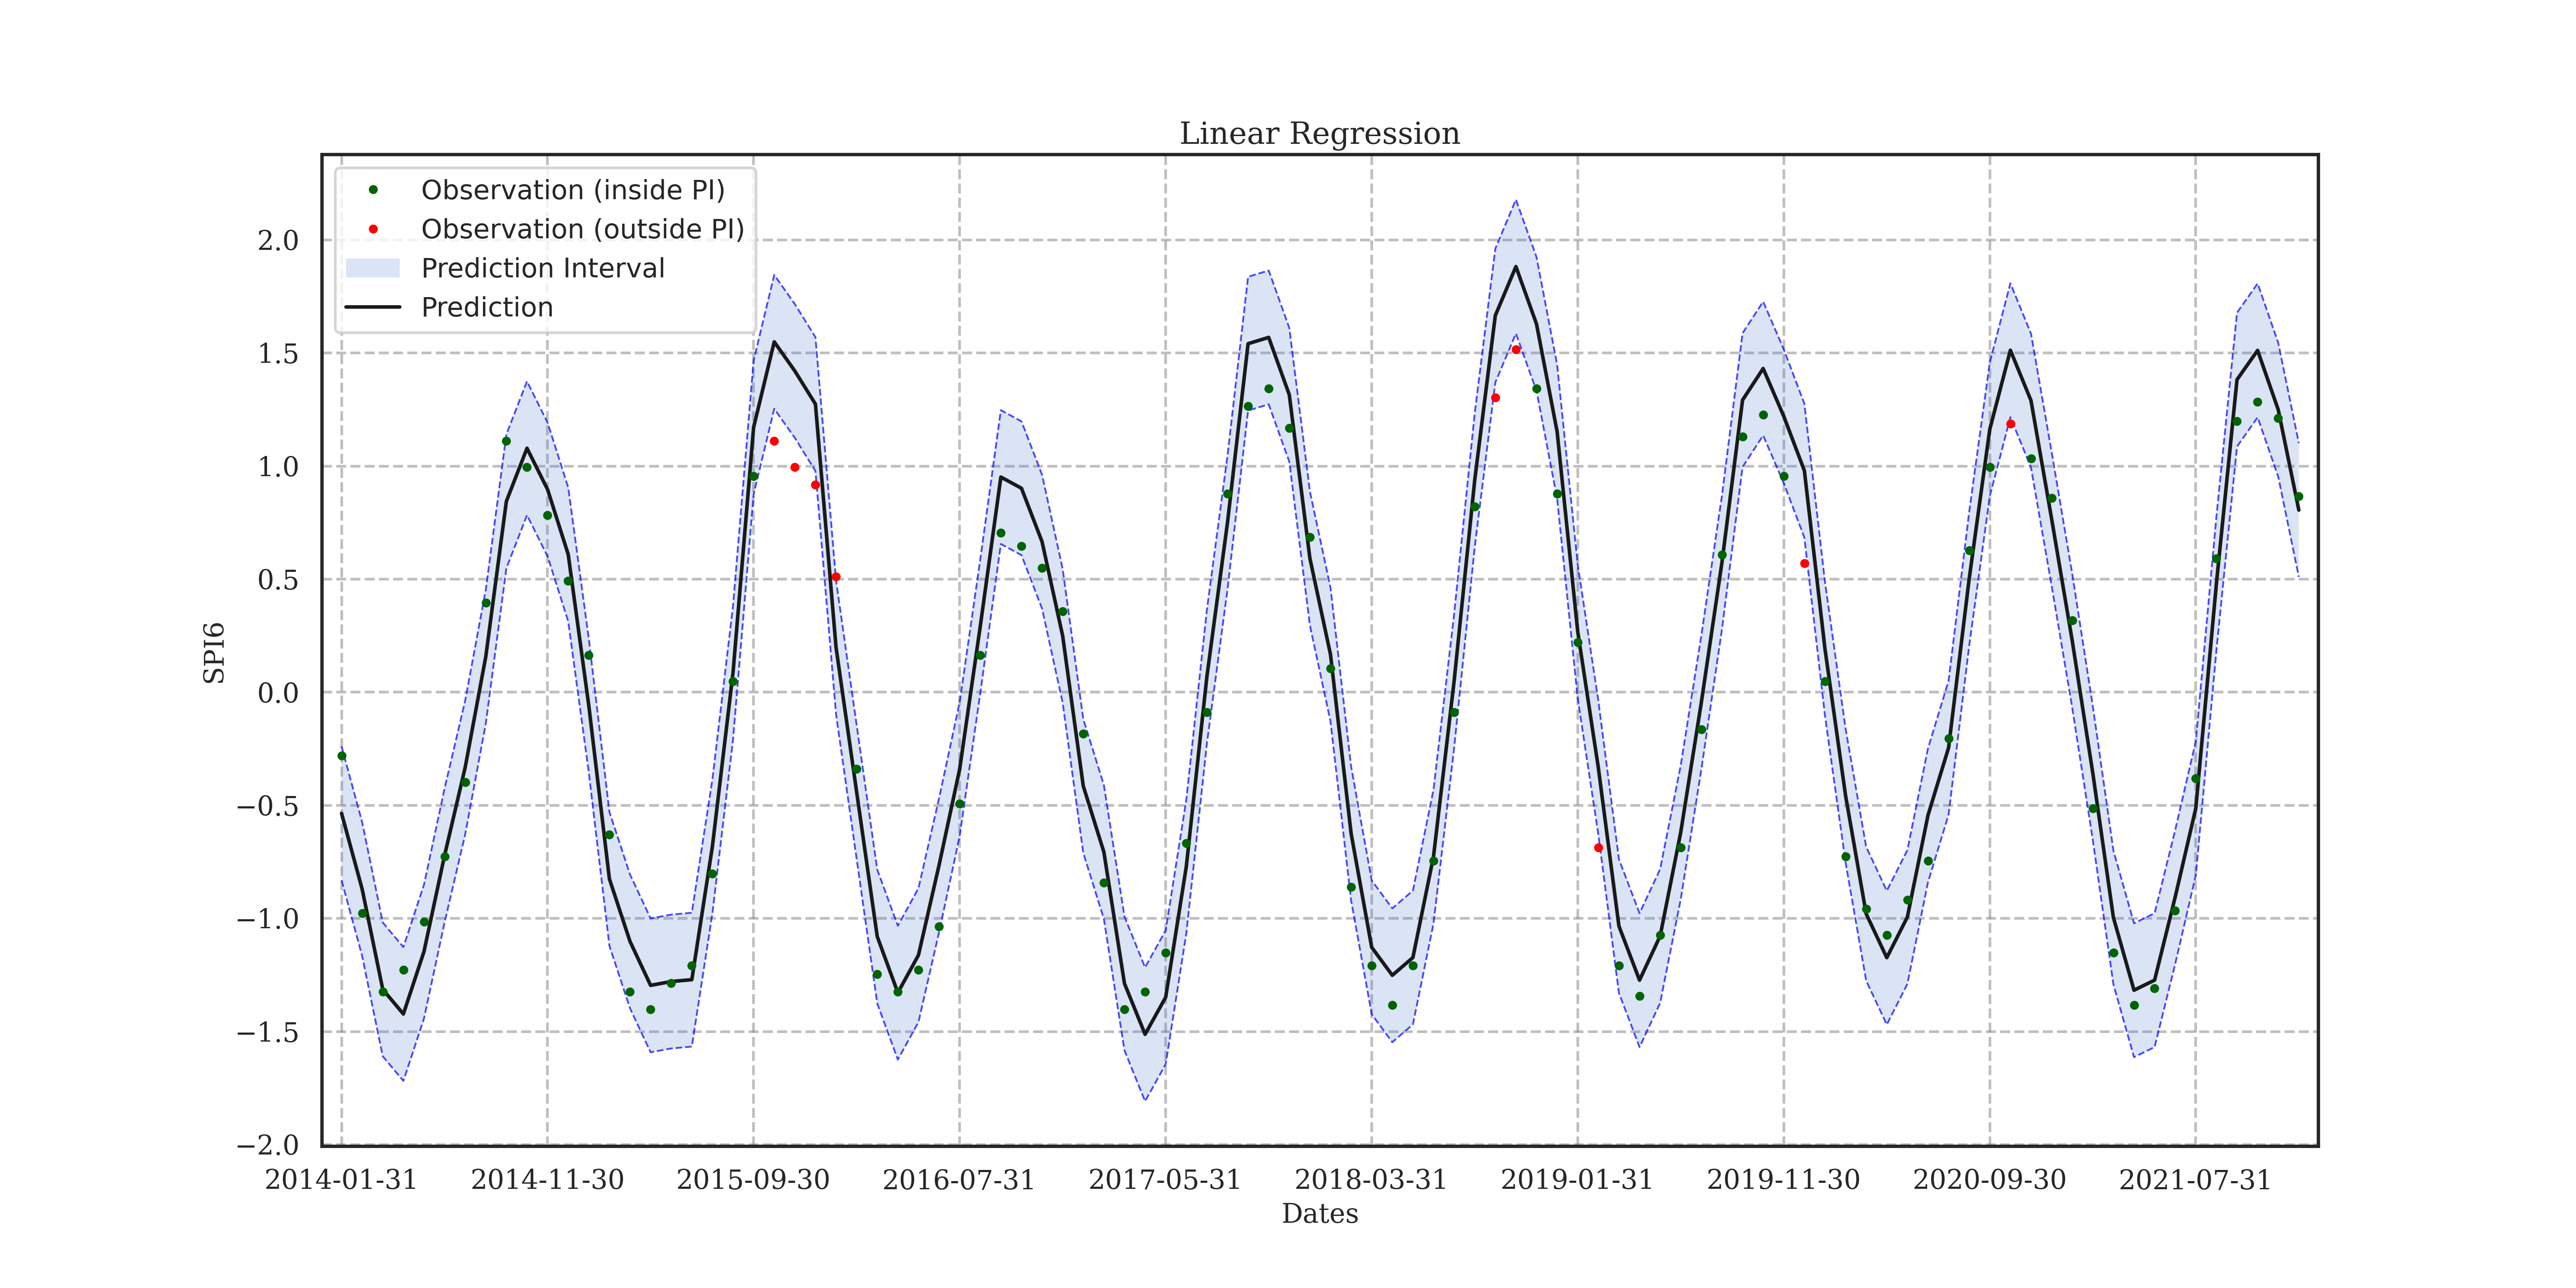 Linear Regression
Observation (inside PI)
Observation (outside PI)
Prediction Interval
Prediction
2.0
1.5
1.0
0.5
0.0
−0.5
−1.0
−1.5
−2.0
SPI6
2014-01-31 2014-11-30 2015-09-30 2016-07-31 2017-05-31 2018-03-31 2019-01-31 2019-11-30 2020-09-30 2021-07-31
Dates